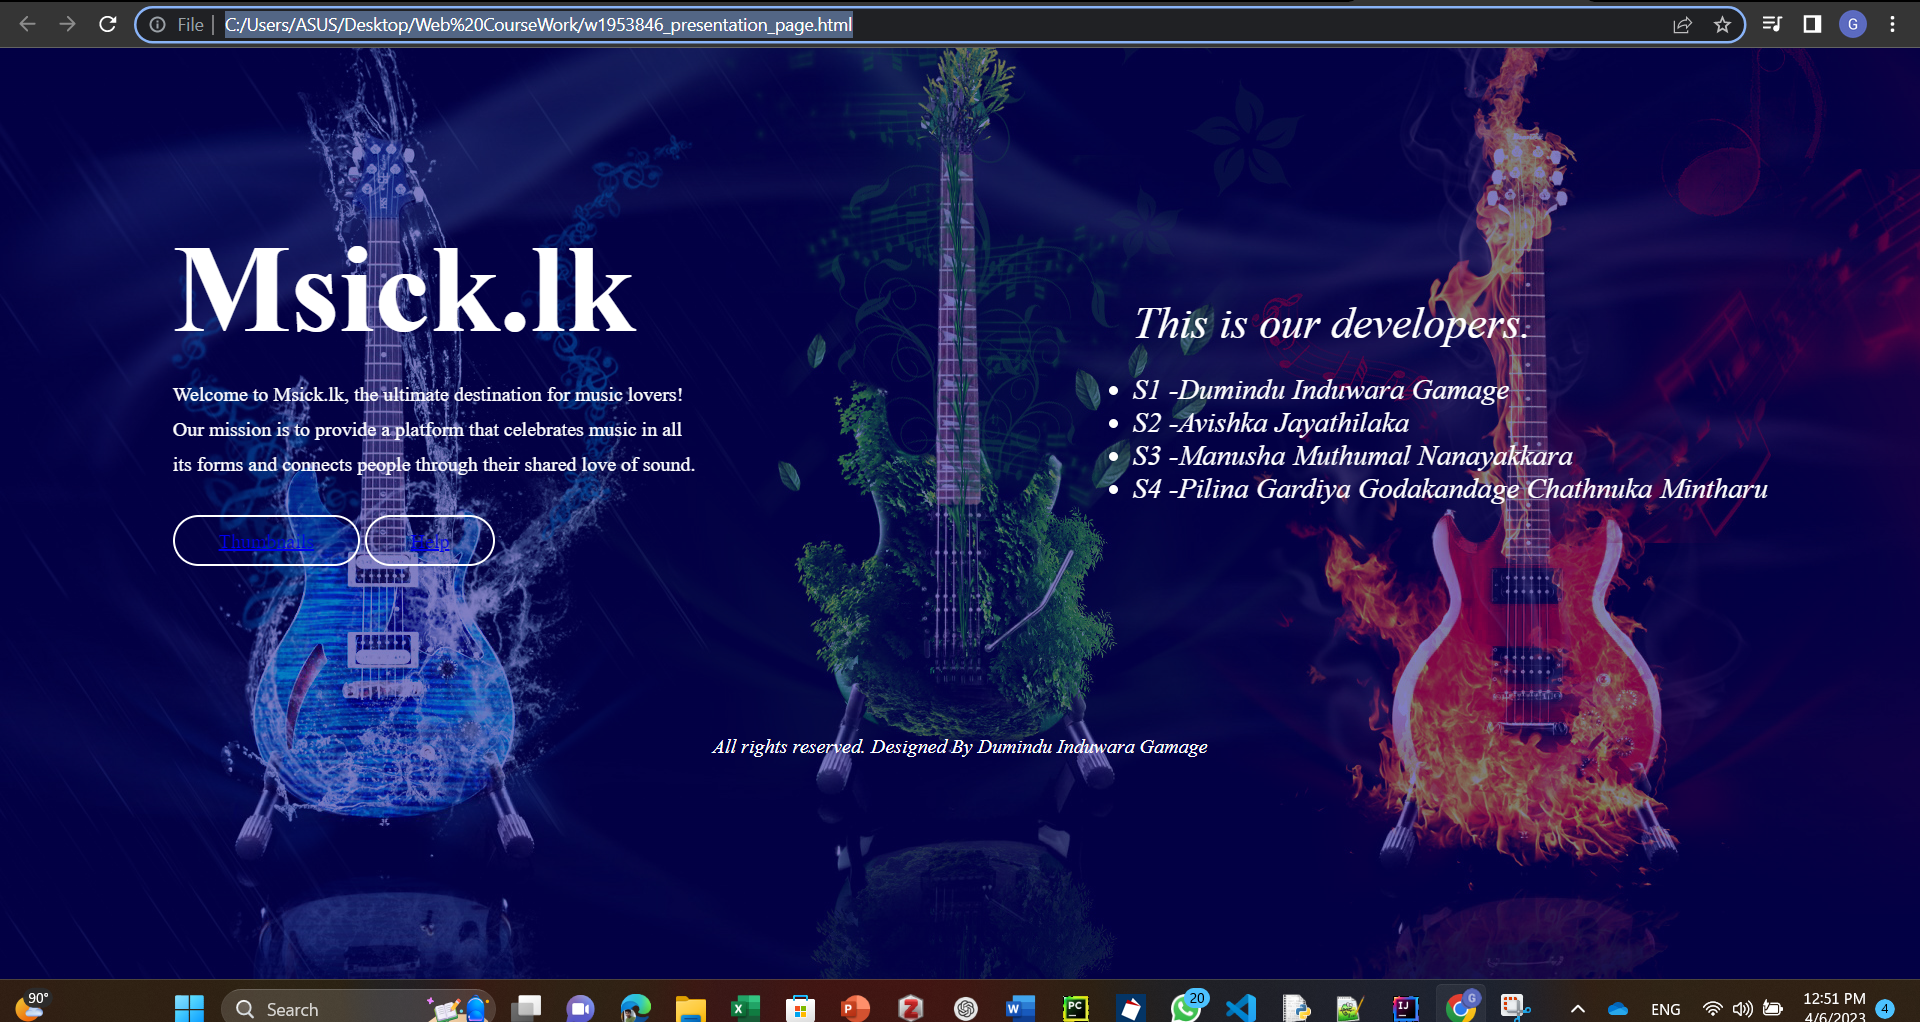 File
C:/Users/ASUS/Desktop/Web%20CourseWork/w1953846_presentation_page.html
G
Msick.lk
Welcome to Msick.lk, the ultimate destination for music lovers!
Our mission is to provide a platform that celebrates music in all
its forms and connects people through their shared love of sound.
Help
This is our developers.
S1 -Dumindu Induwara Gamage
S2 -Avishka Jayathilaka
S3 -Manusha Muthumal Nanayakkara
S4 -Pilina Gardiya Godakandage Chathnuka Mintharu
All rights reserved. Designed By Dumindu Induwara Gamage
90°
Search
20
G
ENG
12:51 PM
4/6/2023
4